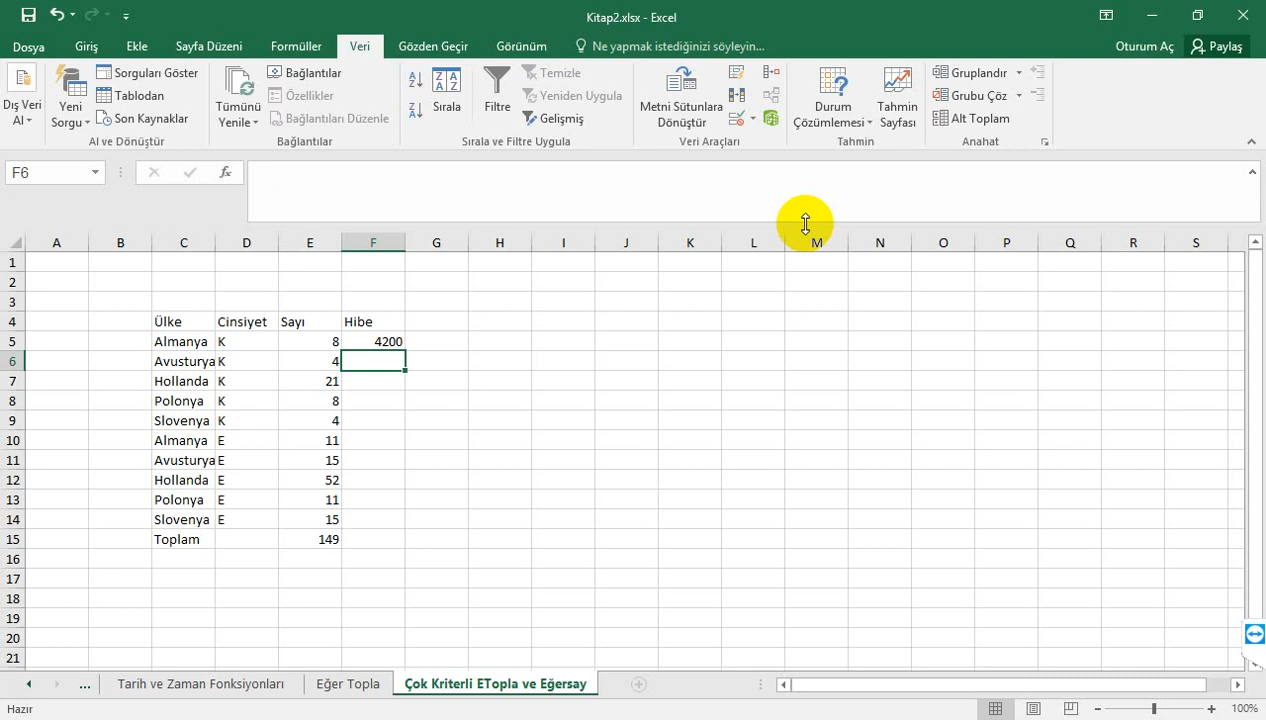 Kitap2.xlsx - Excel
Dosya Giriş Ekle Sayfa Düzeni Formüller Veri Gözden Geçir Görünüm Ne yapmak istediğinizi söyleyin... Oturum Aç Paylaş
Dış Veri Al
Yeni Sorgu
Sorguları Göster
Tablodan
Son Kaynaklar
Al ve Dönüştür
Tümünü Yenile
Bağlantılar
Özellikler
Bağlantıları Düzenle
Bağlantılar
Sırala
Filtre
Temizle
Yeniden Uygula
Gelişmiş
Sırala ve Filtre Uygula
Metni Sütunlara Dönüştür
Veri Araçları
Durum Çözümlemesi
Tahmin Sayfası
Tahmin
Gruplandır
Grubu Çöz
Alt Toplam
Anahat
F6 fx
A B C D E F G H I J K L M N O P Q R S
1
2
3
4 Ülke Cinsiyet Sayı Hibe
5 Almanya K 8 4200
6 Avusturya K 4
7 Hollanda K 21
8 Polonya K 8
9 Slovenya K 4
10 Almanya E 11
11 Avusturya E 15
12 Hollanda E 52
13 Polonya E 11
14 Slovenya E 15
15 Toplam 149
16
17
18
19
20
21
... Tarih ve Zaman Fonksiyonları Eğer Topla Çok Kriterli ETopla ve Eğersay
Hazır 100%